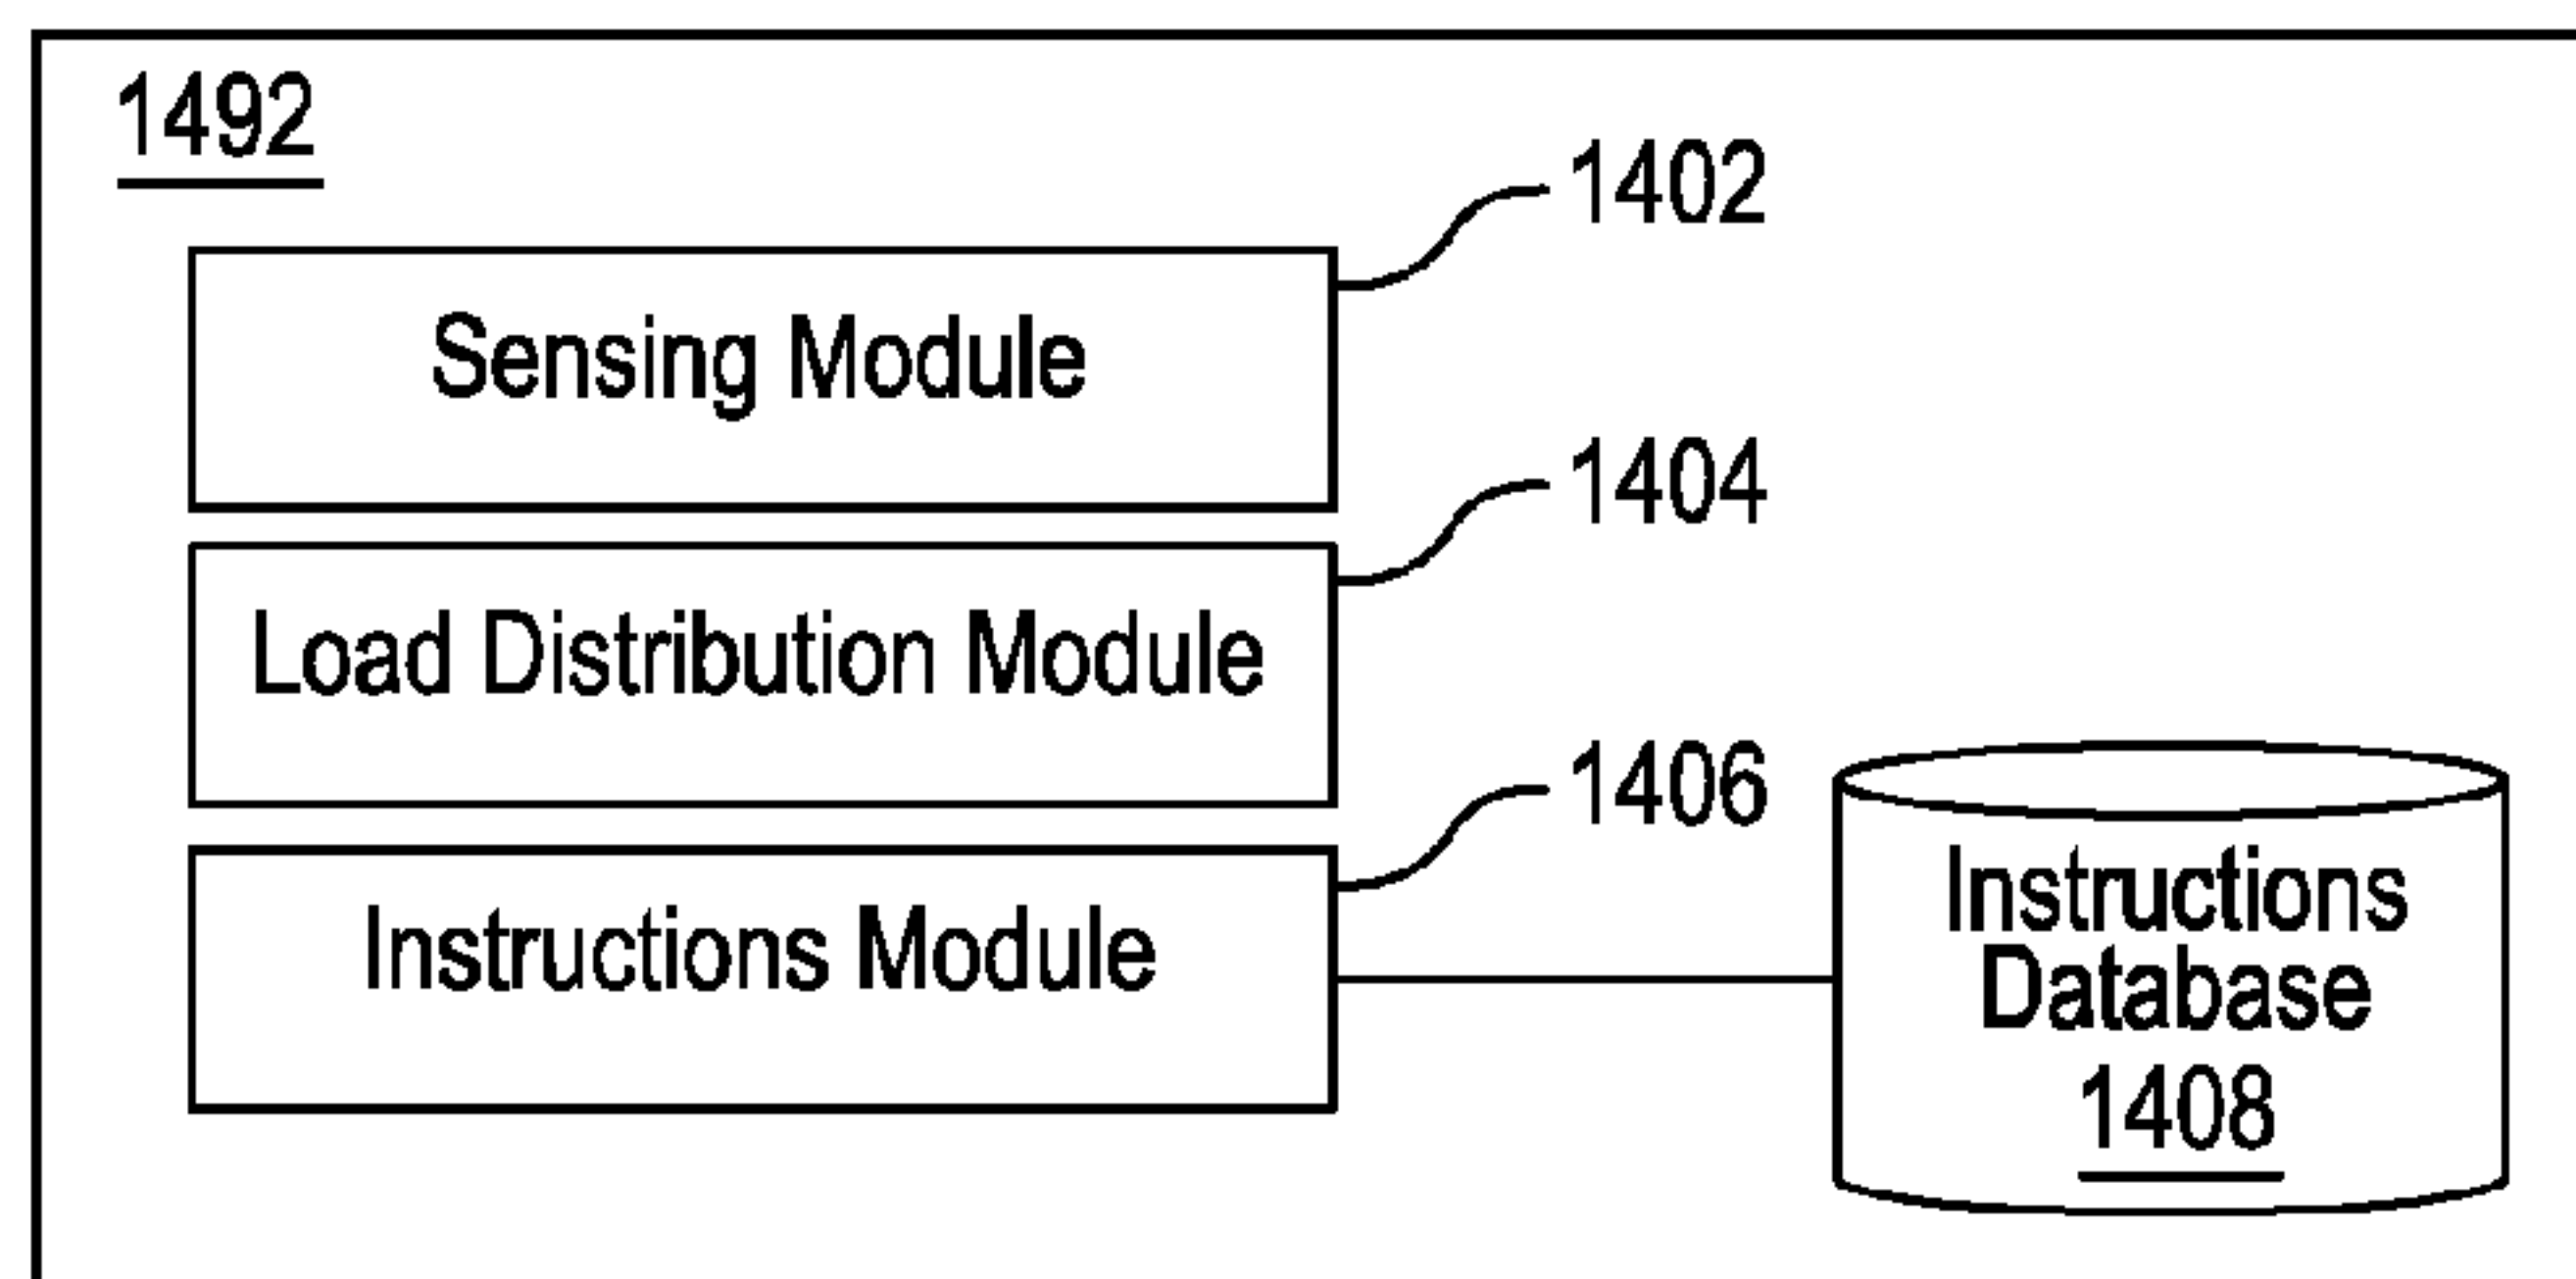 1492
1402
Sensing Module
1404
Load Distribution Module
1406
Instructions Module
Instructions
Database
1408